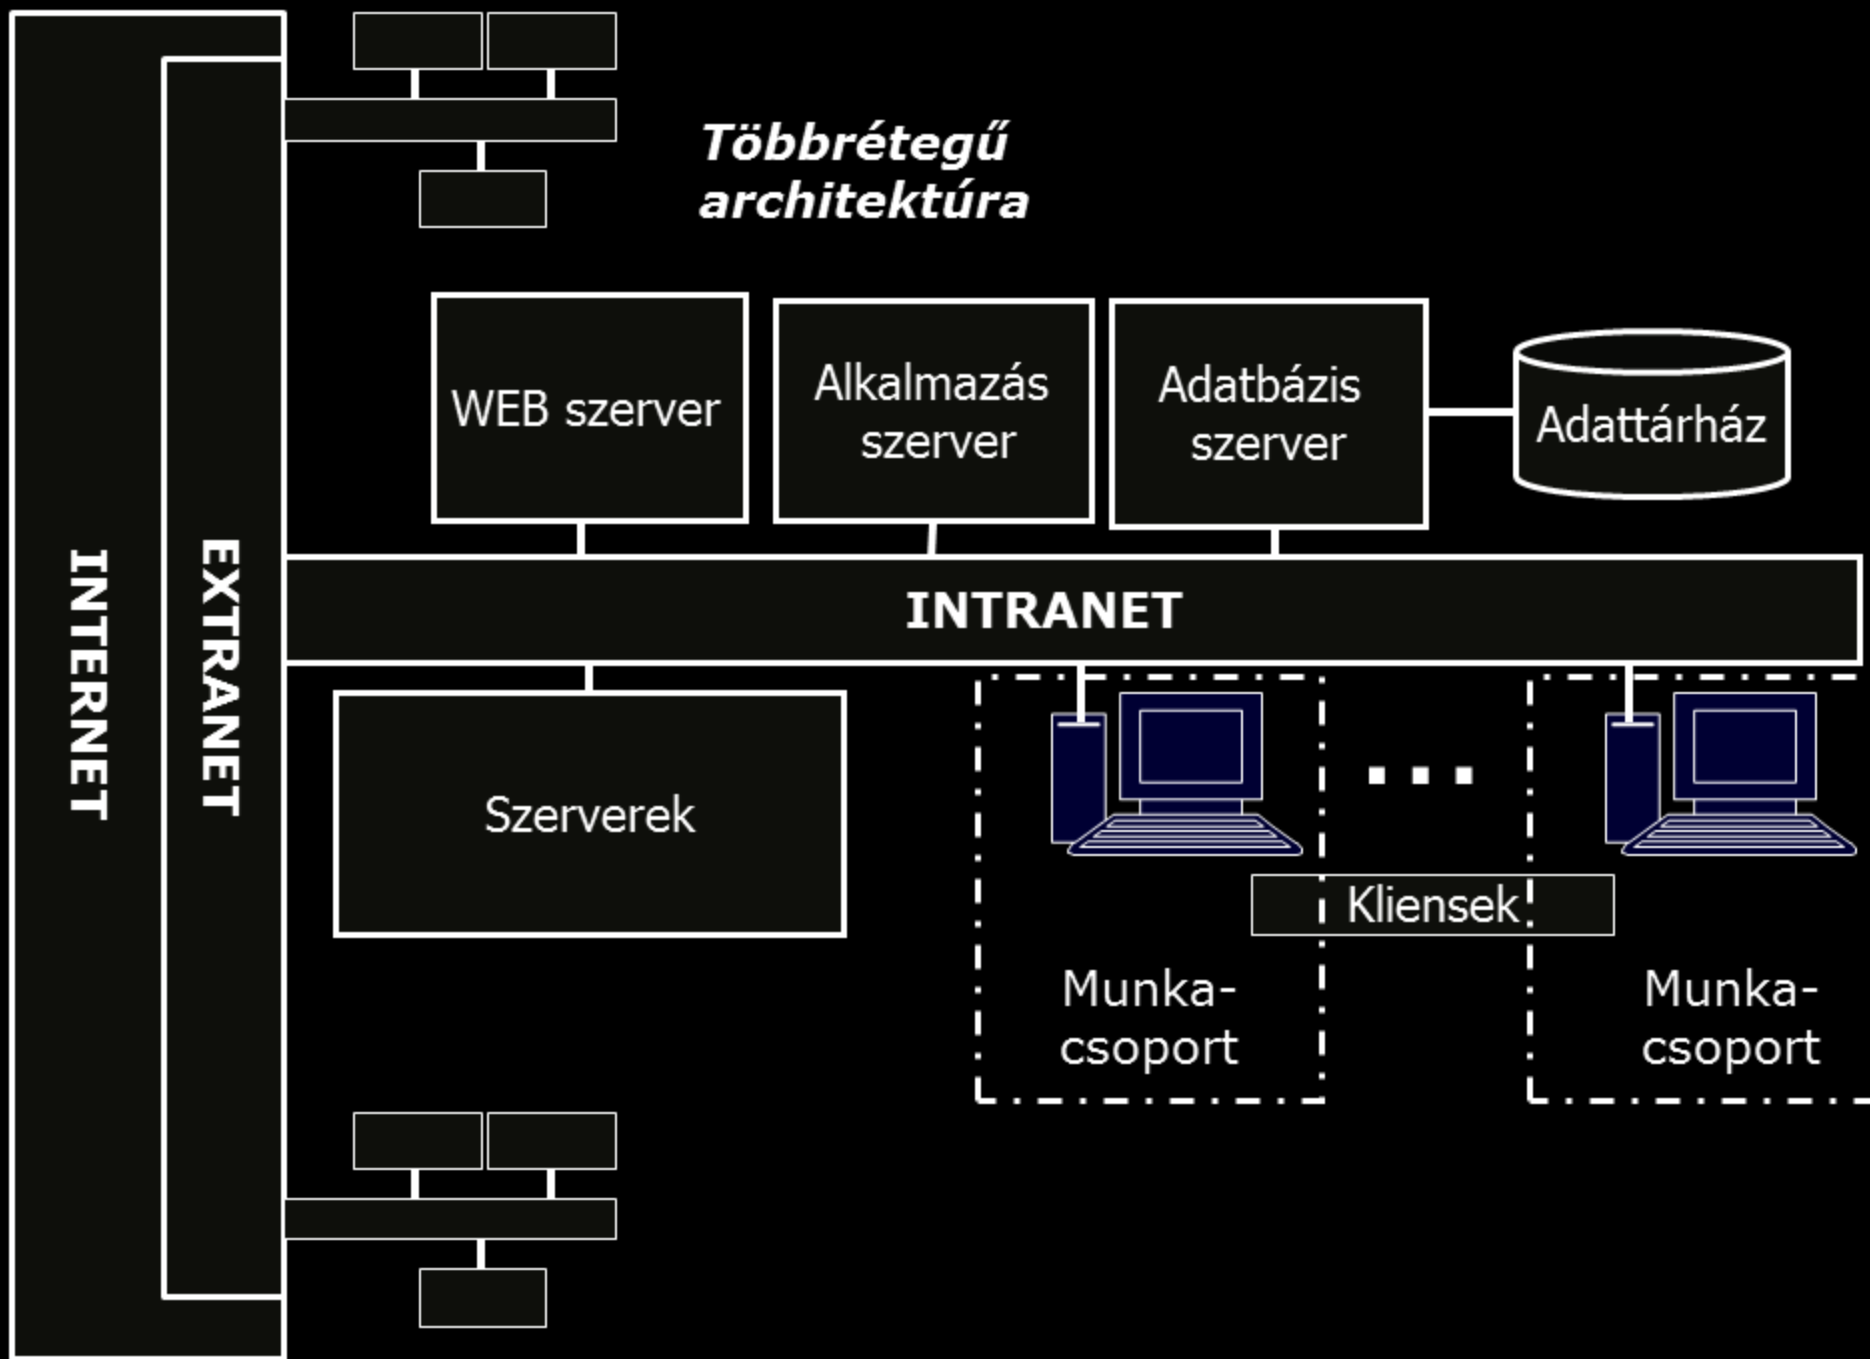 Többrétegű
architektúra
WEB szerver
Alkalmazás
szerver
Adatbázis
szerver
Adattárház
INTERNET
EXTRANET
INTRANET
Szerverek
Kliensek
Munka-
csoport
Munka-
csoport